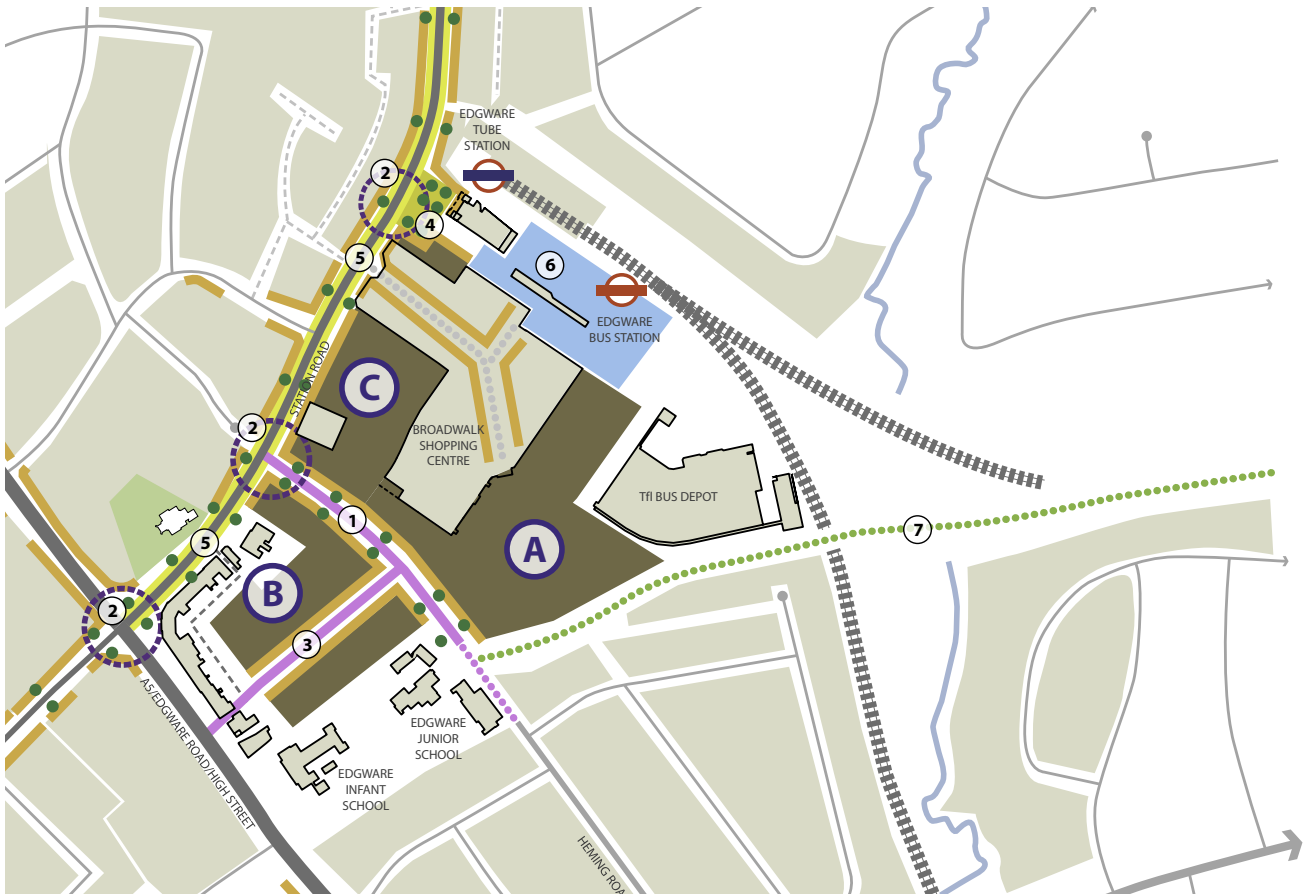 EDGWARE
TUBE
STATION
2
4
5
6
EDGWARE
BUS STATION
STATION ROAD
C
2
BROADWALK
SHOPPING
CENTRE
Tfl BUS DEPOT
1
7
5
A
B
2
3
A5/EDGWARE ROAD/HIGH STREET
EDGWARE
JUNIOR
SCHOOL
EDGWARE
INFANT
SCHOOL
HEMING